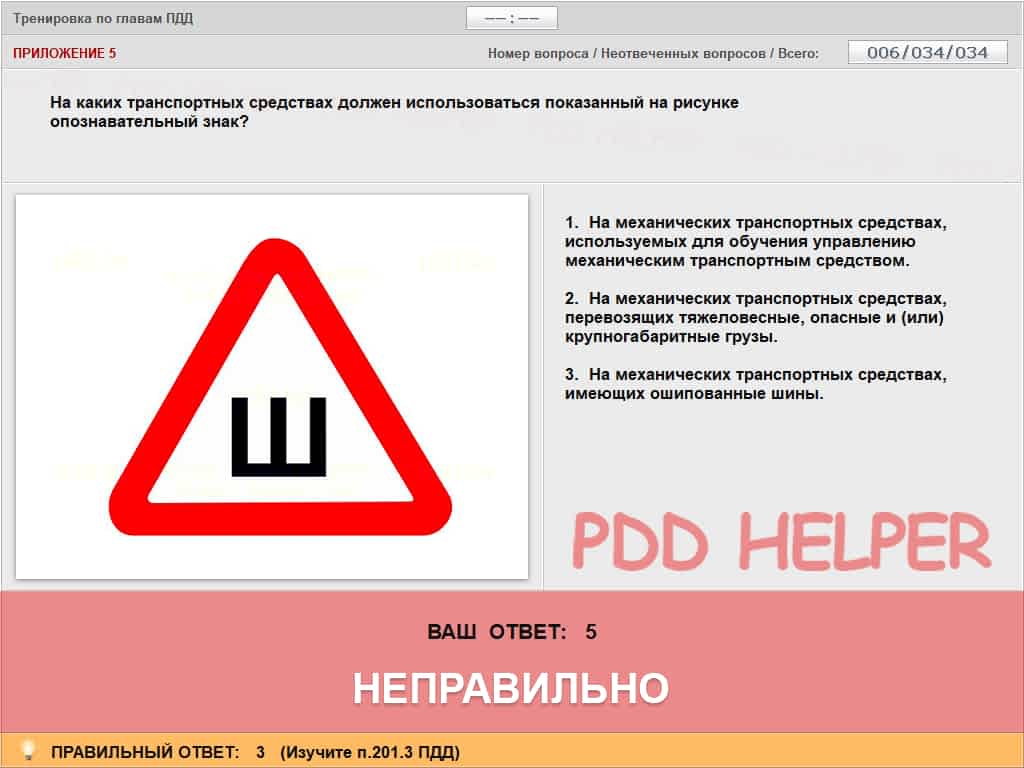 Тренировка по главам ПДД
–– : ––
ПРИЛОЖЕНИЕ 5
Номер вопроса / Неотвеченных вопросов / Всего:
006/034/034
На каких транспортных средствах должен использоваться показанный на рисунке
опознавательный знак?
Ш
1. На механических транспортных средствах,
используемых для обучения управлению
механическим транспортным средством.
2. На механических транспортных средствах,
перевозящих тяжеловесные, опасные и (или)
крупногабаритные грузы.
3. На механических транспортных средствах,
имеющих ошипованные шины.
PDD HELPER
ВАШ ОТВЕТ: 5
НЕПРАВИЛЬНО
ПРАВИЛЬНЫЙ ОТВЕТ: 3 (Изучите п.201.3 ПДД)